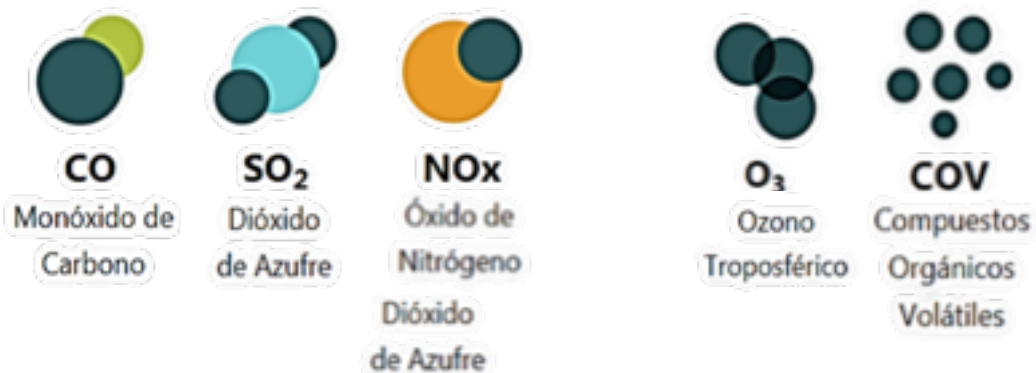 CO
Monóxido de
Carbono
SO₂
Dióxido
de Azufre
NOx
Óxido de
Nitrógeno
Dióxido
de Azufre
O₃
Ozono
Troposférico
COV
Compuestos
Orgánicos
Volátiles